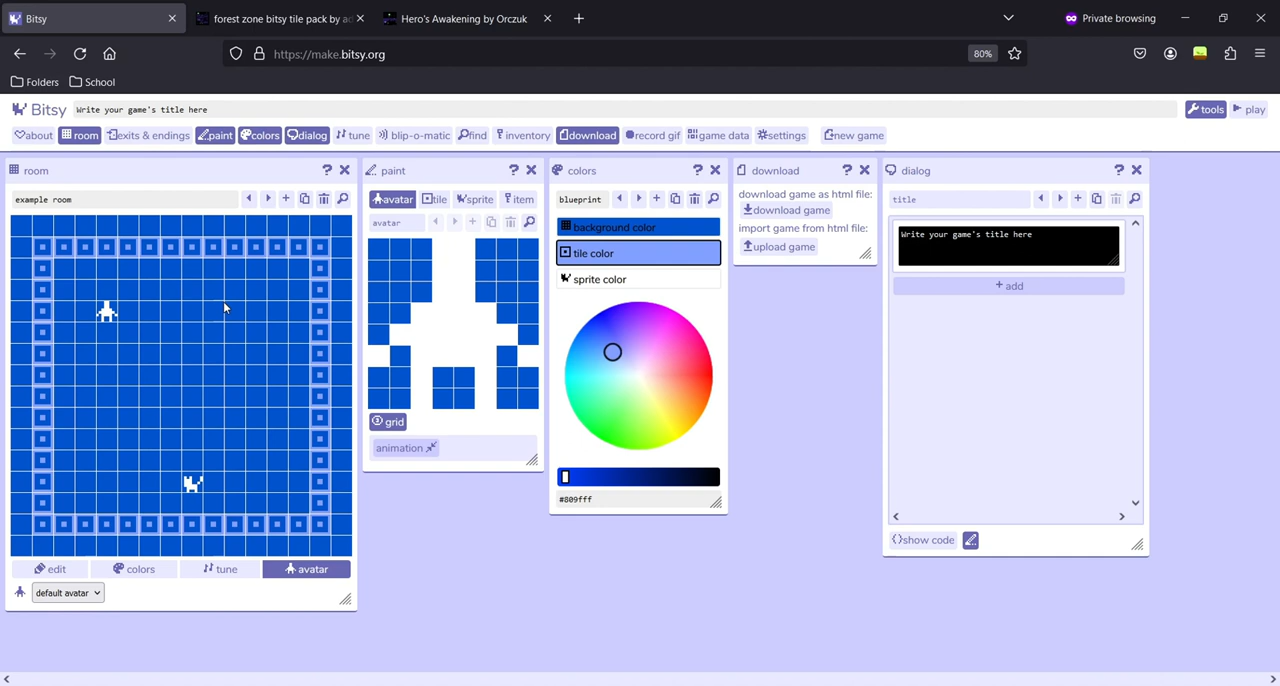 Bitsy
forest zone bitsy tile pack by ad
Hero's Awakening by Orczuk
Private browsing
https://make.bitsy.org
80%
Folders
School
Bitsy
Write your game's title here
tools
play
about
room
exits & endings
paint
colors
dialog
tune
blip-o-matic
find
inventory
download
record gif
game data
settings
new game
room
example room
edit
colors
tune
avatar
default avatar
paint
avatar
tile
sprite
item
avatar
grid
animation
colors
blueprint
background color
tile color
sprite color
#809fff
download
download game as html file:
download game
import game from html file:
upload game
dialog
title
Write your game's title here
+ add
show code